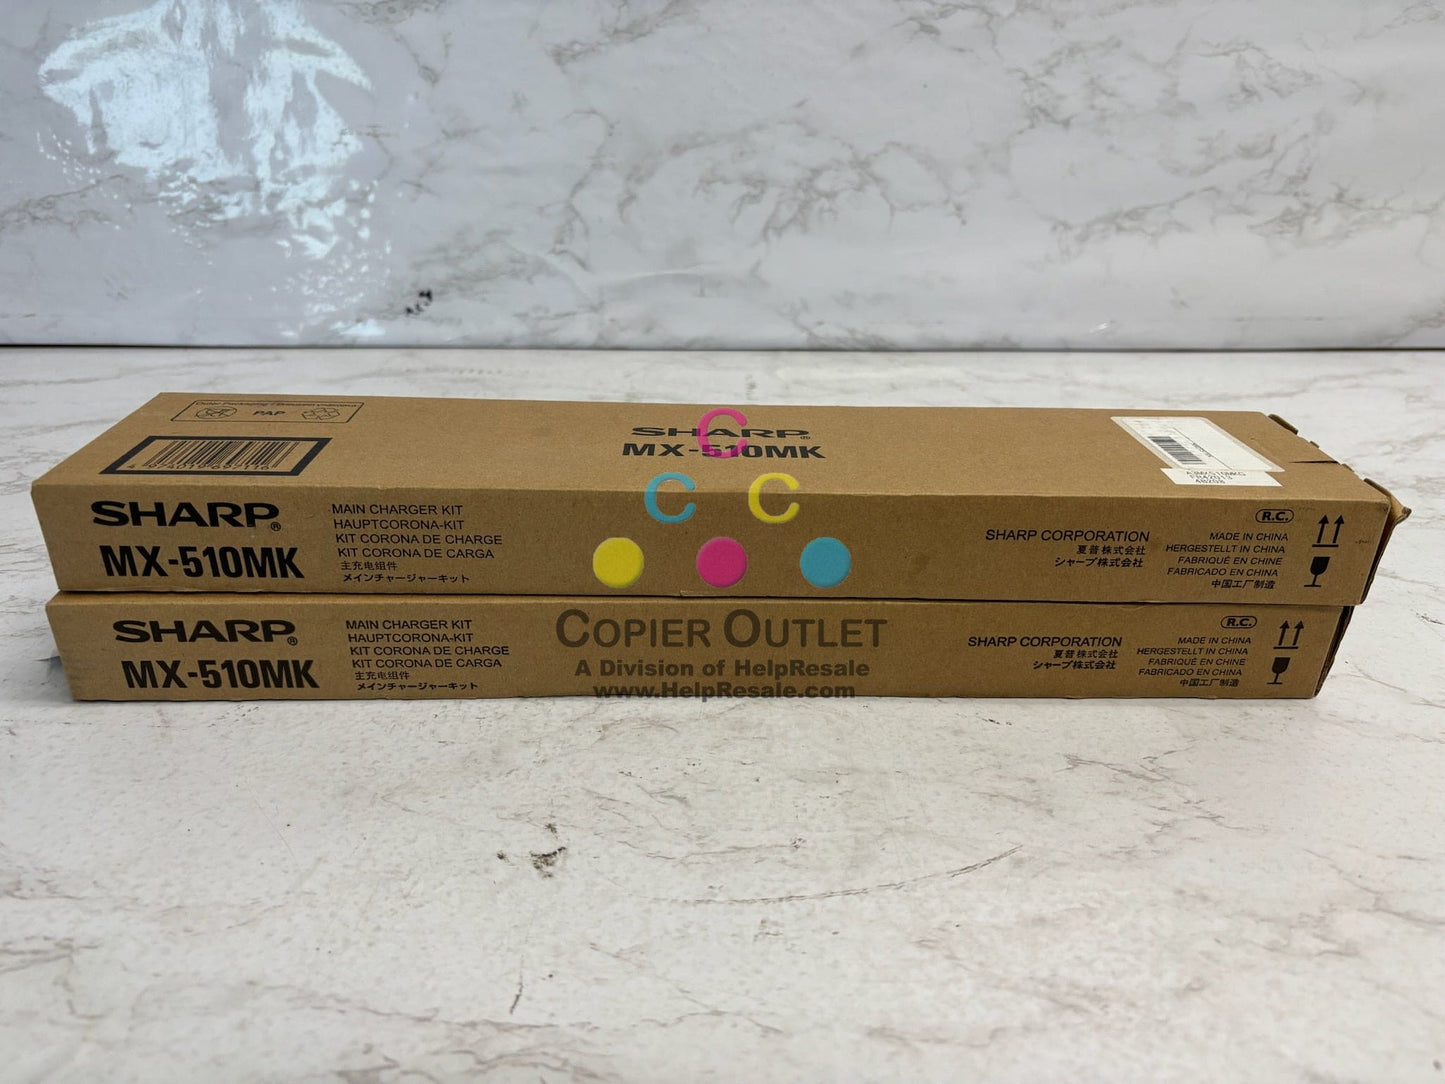 PAP
SHARP®
MX-510MK
SHARP®
MX-510MK
MAIN CHARGER KIT
HAUPTCORONA-KIT
KIT CORONA DE CHARGE
KIT CORONA DE CARGA
主充电组件
メインチャージャーキット
SHARP CORPORATION
夏普株式会社
シャープ株式会社
R.C.
MADE IN CHINA
HERGESTELLT IN CHINA
FABRIQUÉ EN CHINE
FABRICADO EN CHINA
中国工厂制造
SHARP®
MX-510MK
MAIN CHARGER KIT
HAUPTCORONA-KIT
KIT CORONA DE CHARGE
KIT CORONA DE CARGA
主充电组件
メインチャージャーキット
SHARP CORPORATION
夏普株式会社
シャープ株式会社
R.C.
MADE IN CHINA
HERGESTELLT IN CHINA
FABRIQUÉ EN CHINE
FABRICADO EN CHINA
中国工厂制造
C
C C
COPIER OUTLET
A Division of HelpResale
www.HelpResale.com